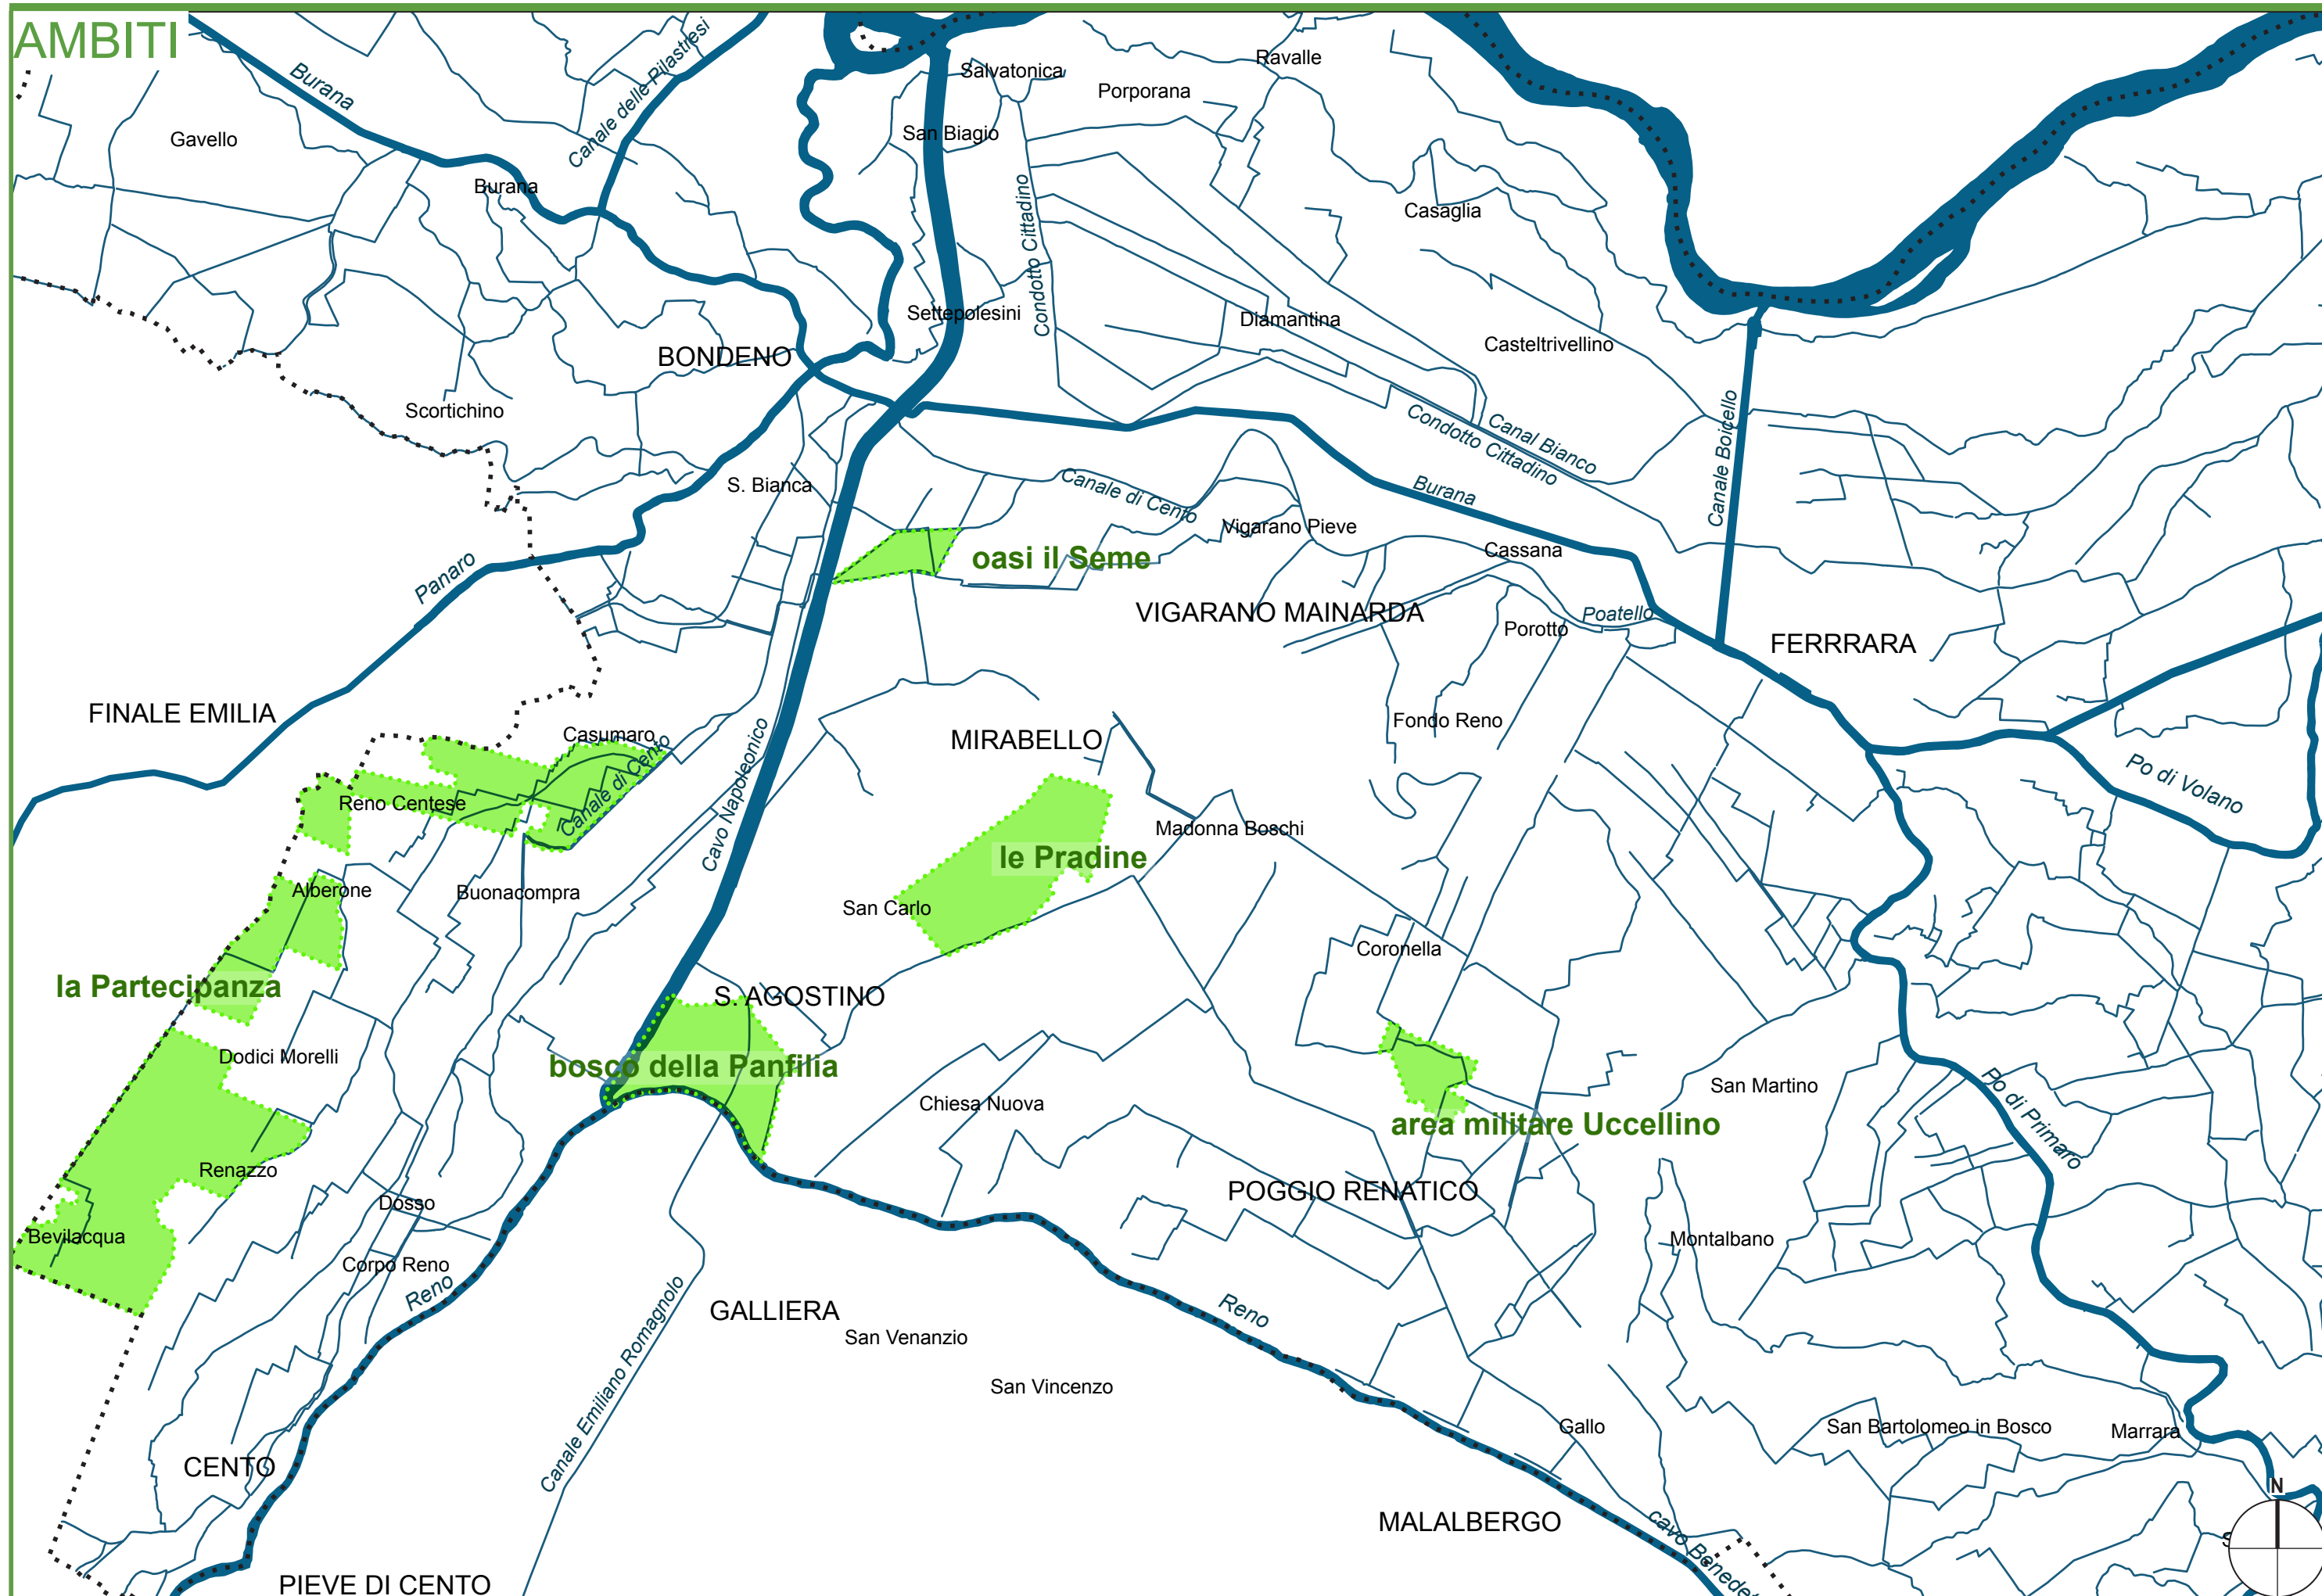 AMBITI
Burana
Canale delle Pilastresi
Ravalle
Salvatonica
Porporana
San Biagio
Gavello
Burana
Condotto Cittadino
Casaglia
Settepolesini
Diamantina
Casteltrivellino
BONDENO
Scortichino
Canal Bianco
Condotto Cittadino
Canale Boicello
S. Bianca
Canale di Cento
Burana
Vigarano Pieve
Cassana
oasi il Seme
Panaro
VIGARANO MAINARDA
Poatello
Porotto
FERRRARA
FINALE EMILIA
Fondo Reno
Casumaro
MIRABELLO
Canale di Cento
Cavo Napoleonico
Po di Volano
Reno Centese
Madonna Boschi
le Pradine
Alberone
Buonacompra
San Carlo
Coronella
la Partecipanza
S. AGOSTINO
Dodici Morelli
bosco della Panfilia
San Martino
Chiesa Nuova
area militare Uccellino
Po di Primaro
Renazzo
POGGIO RENATICO
Dosso
Bevilacqua
Montalbano
Corpo Reno
Reno
GALLIERA
Reno
San Venanzio
Canale Emiliano Romagnolo
San Vincenzo
Gallo
San Bartolomeo in Bosco
Marrara
CENTO
N
MALALBERGO
cavo Benedet
PIEVE DI CENTO